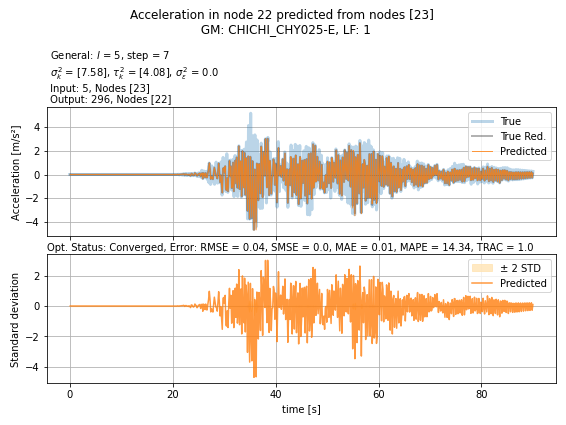 Acceleration in node 22 predicted from nodes [23]
GM: CHICHI_CHY025-E, LF: 1
General: l = 5, step = 7
σ²ₖ = [7.58], τ²ₖ = [4.08], σ²ε = 0.0
Input: 5, Nodes [23]
Output: 296, Nodes [22]
Acceleration [m/s²]
4
2
0
−2
−4
True
True Red.
Predicted
Opt. Status: Converged, Error: RMSE = 0.04, SMSE = 0.0, MAE = 0.01, MAPE = 14.34, TRAC = 1.0
Standard deviation
2
0
−2
−4
± 2 STD
Predicted
0 20 40 60 80
time [s]